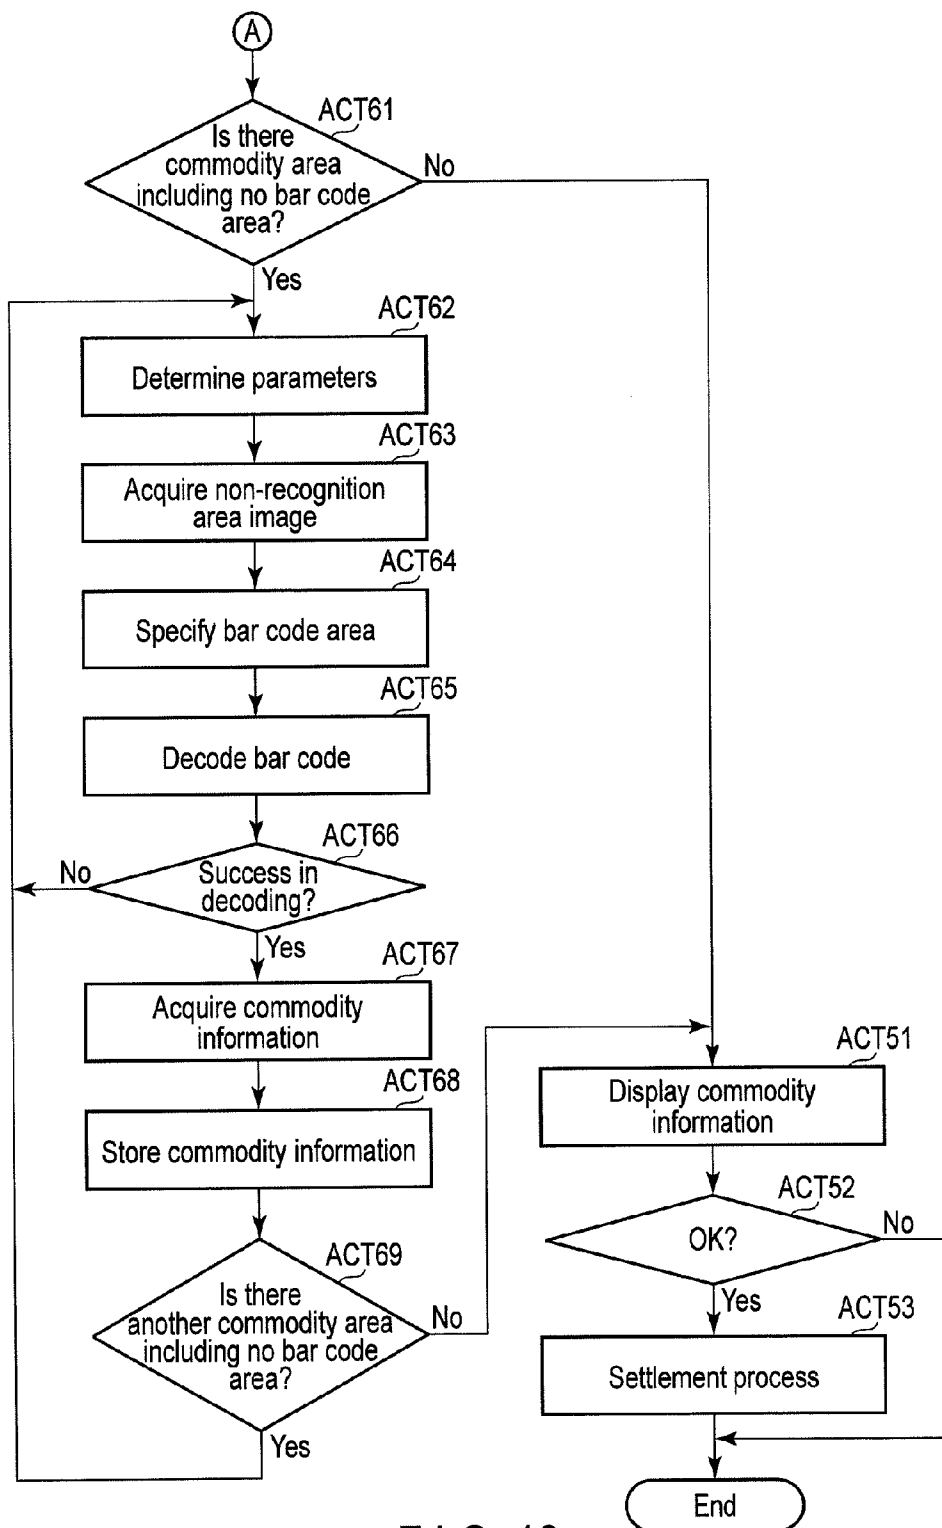 A
ACT61
Is there
commodity area
including no bar code
area?
No
Yes
ACT62
Determine parameters
ACT63
Acquire non-recognition
area image
ACT64
Specify bar code area
ACT65
Decode bar code
ACT66
Success in
decoding?
No
Yes
ACT67
Acquire commodity
information
ACT68
Store commodity information
ACT69
Is there
another commodity area
including no bar code
area?
No
Yes
ACT51
Display commodity
information
ACT52
OK?
No
Yes
ACT53
Settlement process
End